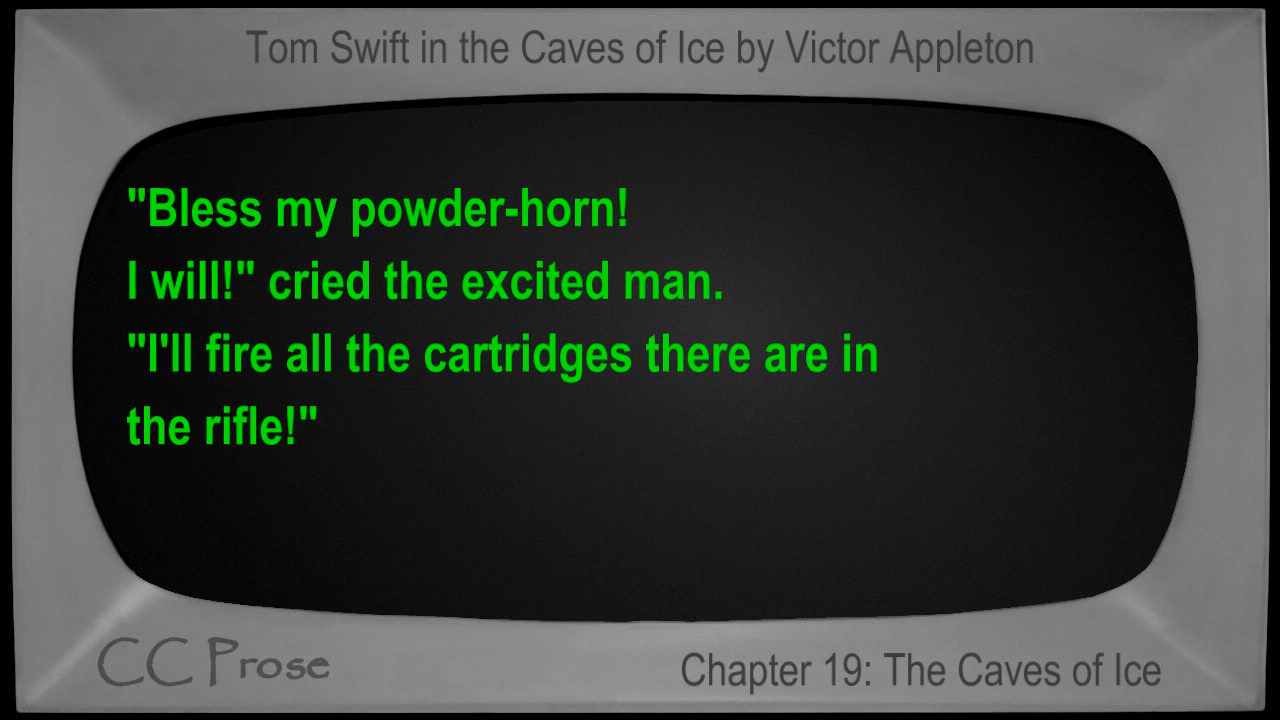 Tom Swift in the Caves of Ice by Victor Appleton
"Bless my powder-horn!
I will!" cried the excited man.
"I'll fire all the cartridges there are in
the rifle!"
CC Prose
Chapter 19: The Caves of Ice